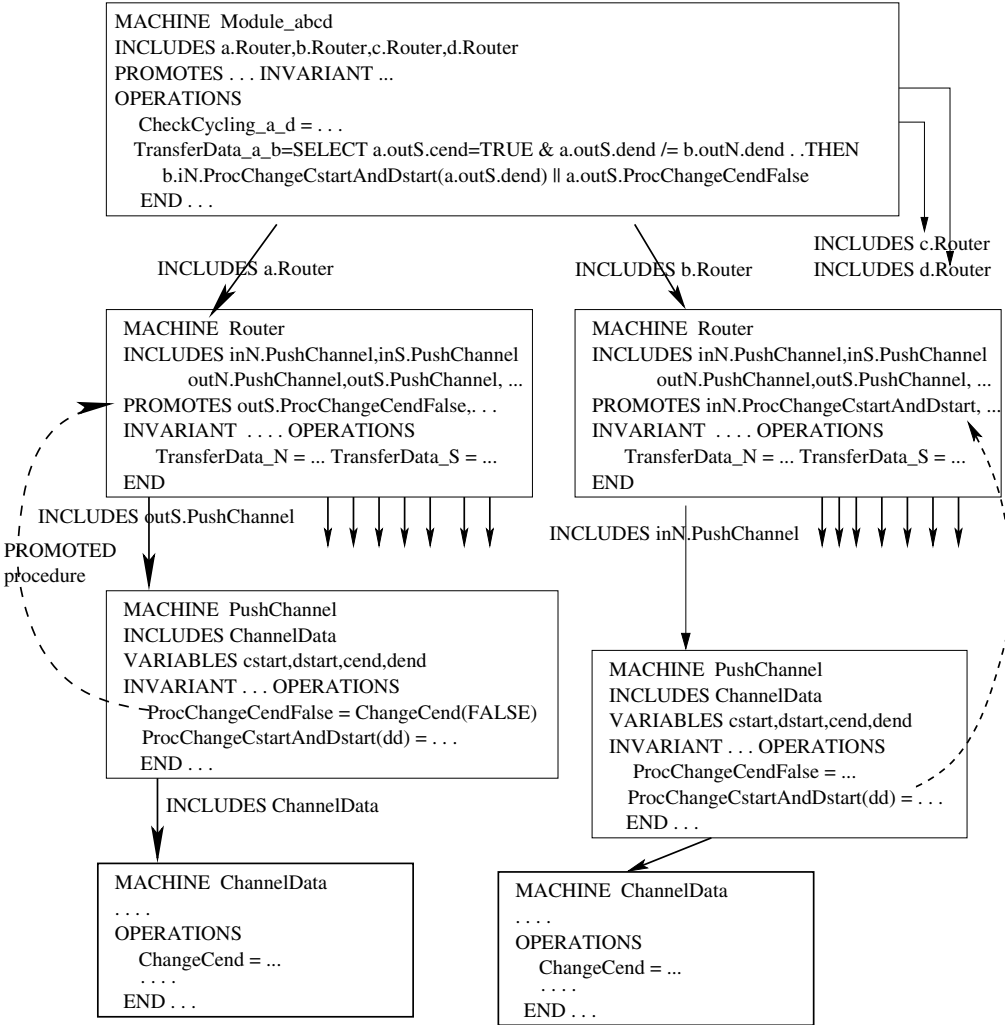 MACHINE Module_abcd
INCLUDES a.Router,b.Router,c.Router,d.Router
PROMOTES . . . INVARIANT ...
OPERATIONS
CheckCycling_a_d = . . .
TransferData_a_b=SELECT a.outS.cend=TRUE & a.outS.dend /= b.outN.dend . .THEN
b.iN.ProcChangeCstartAndDstart(a.outS.dend) || a.outS.ProcChangeCendFalse
END . . .
INCLUDES c.Router
INCLUDES d.Router
INCLUDES a.Router
INCLUDES b.Router
MACHINE Router
INCLUDES inN.PushChannel,inS.PushChannel
outN.PushChannel,outS.PushChannel, ...
PROMOTES outS.ProcChangeCendFalse,. . .
INVARIANT . . . . OPERATIONS
TransferData_N = ... TransferData_S = ...
END
MACHINE Router
INCLUDES inN.PushChannel,inS.PushChannel
outN.PushChannel,outS.PushChannel, ...
PROMOTES inN.ProcChangeCstartAndDstart, ...
INVARIANT . . . . OPERATIONS
TransferData_N = ... TransferData_S = ...
END
INCLUDES outS.PushChannel
PROMOTED
procedure
INCLUDES inN.PushChannel
MACHINE PushChannel
INCLUDES ChannelData
VARIABLES cstart,dstart,cend,dend
INVARIANT . . . OPERATIONS
ProcChangeCendFalse = ChangeCend(FALSE)
ProcChangeCstartAndDstart(dd) = . . .
END . . .
MACHINE PushChannel
INCLUDES ChannelData
VARIABLES cstart,dstart,cend,dend
INVARIANT . . . OPERATIONS
ProcChangeCendFalse = ...
ProcChangeCstartAndDstart(dd) = . . .
END . . .
INCLUDES ChannelData
MACHINE ChannelData
. . . .
OPERATIONS
ChangeCend = ...
. . . .
END . . .
MACHINE ChannelData
. . . .
OPERATIONS
ChangeCend = ...
. . . .
END . . .